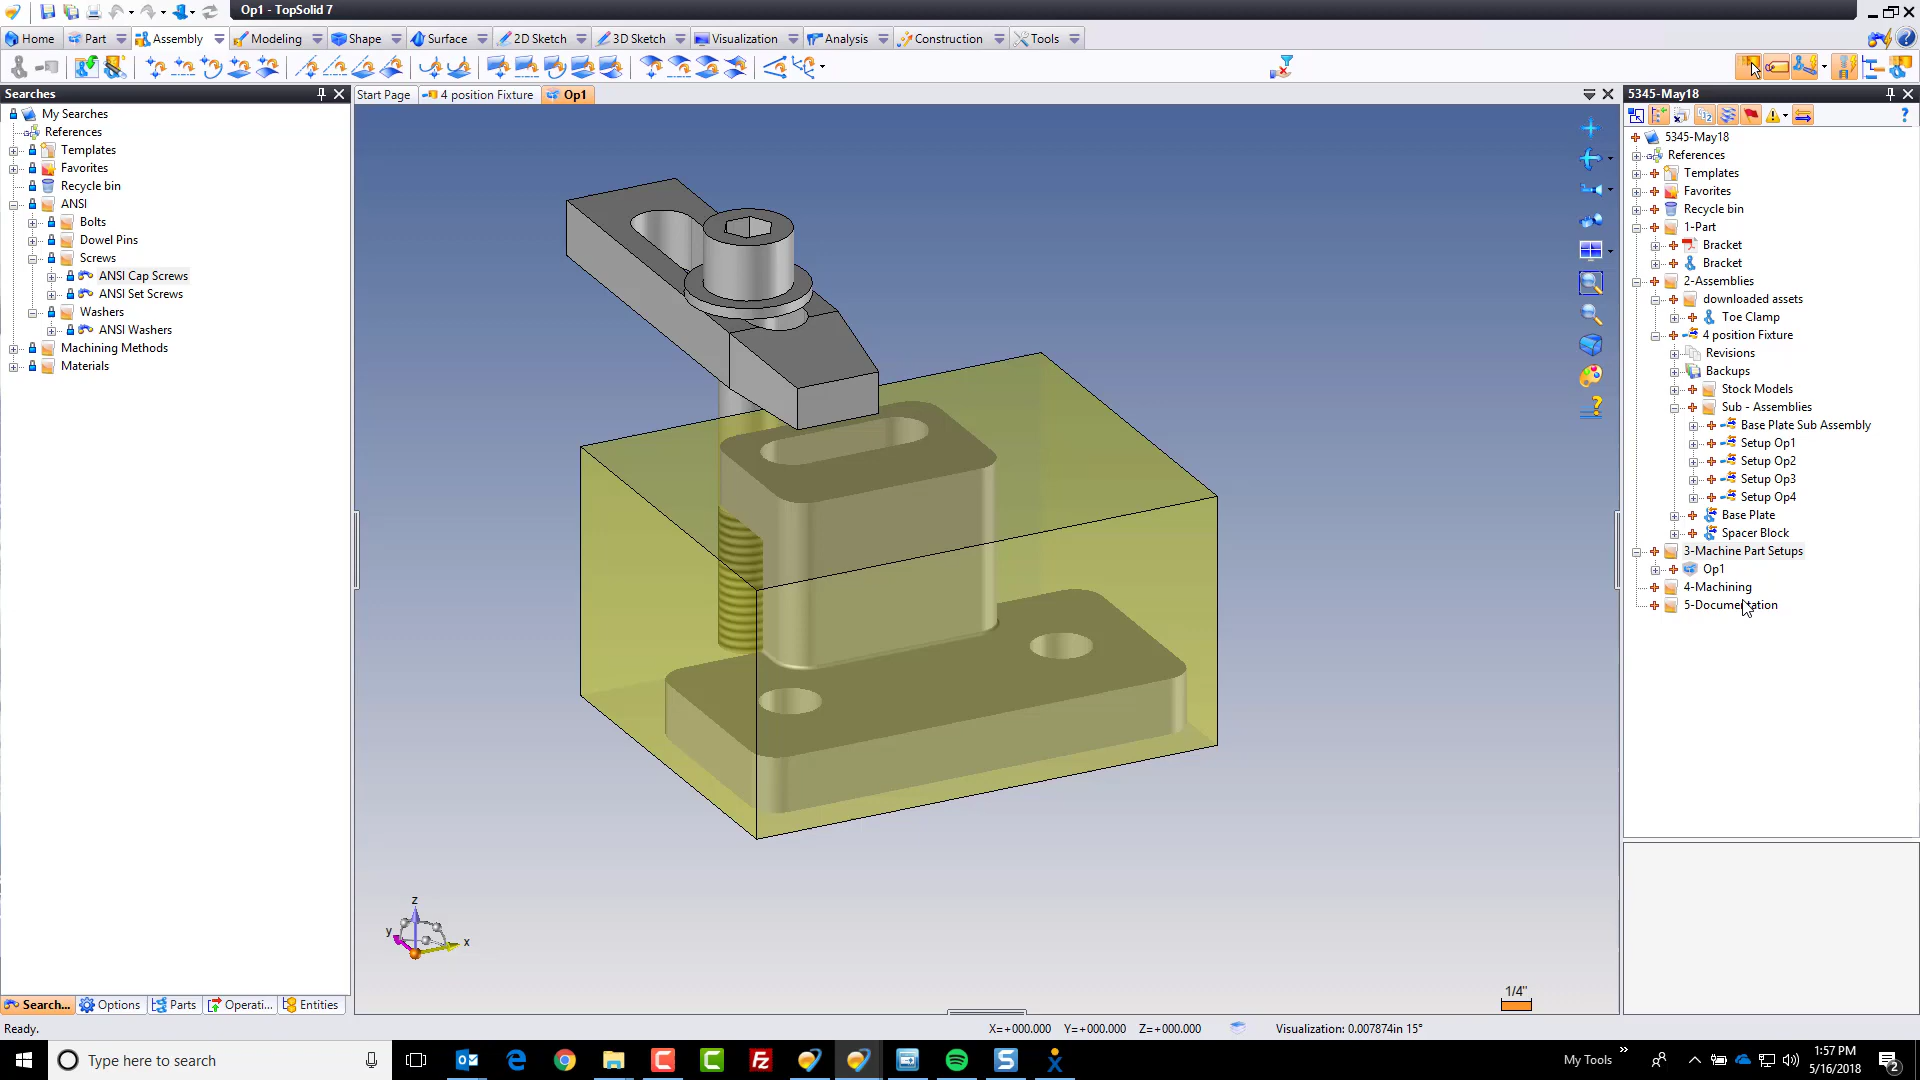 Op1 - TopSolid 7
Home Part Assembly Modeling Shape Surface 2D Sketch 3D Sketch Visualization Analysis Construction Tools
Searches
Start Page 4 position Fixture Op1
5345-May18
My Searches
References
Templates
Favorites
Recycle bin
ANSI
Bolts
Dowel Pins
Screws
ANSI Cap Screws
ANSI Set Screws
Washers
ANSI Washers
Machining Methods
Materials
z
y
x
1/4"
5345-May18
References
Templates
Favorites
Recycle bin
1-Part
Bracket
Bracket
2-Assemblies
downloaded assets
Toe Clamp
4 position Fixture
Revisions
Backups
Stock Models
Sub - Assemblies
Base Plate Sub Assembly
Setup Op1
Setup Op2
Setup Op3
Setup Op4
Base Plate
Spacer Block
3-Machine Part Setups
Op1
4-Machining
5-Documentation
Search... Options Parts Operati... Entities
Ready.
X=+000.000 Y=+000.000 Z=+000.000 Visualization: 0.007874in 15°
Type here to search
My Tools
1:57 PM
5/16/2018
2